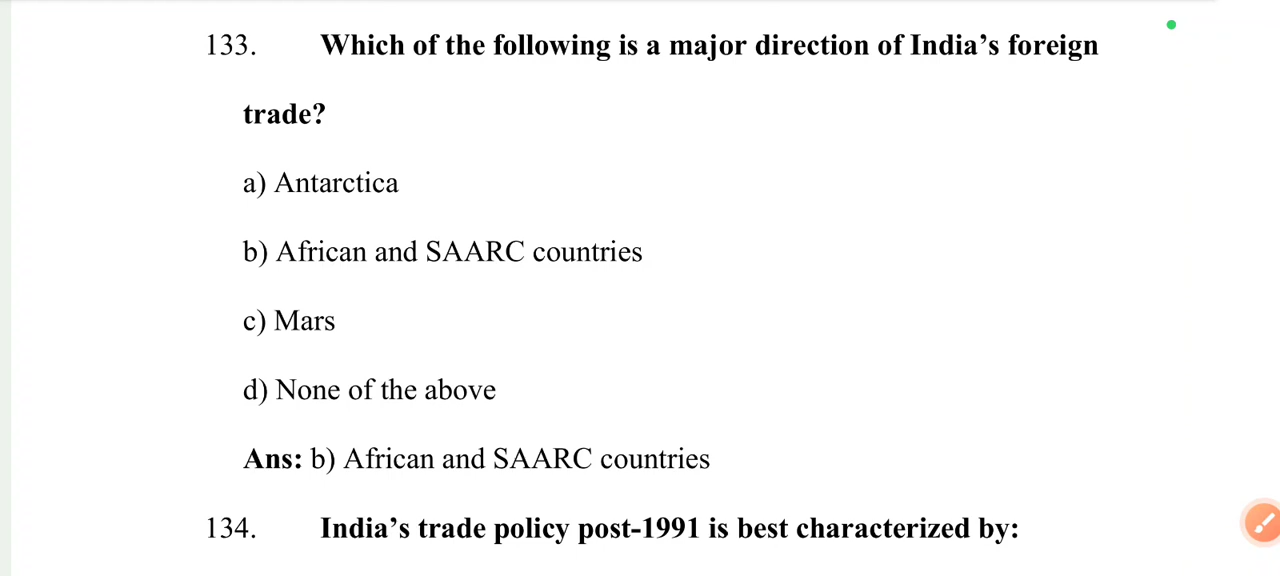 133. Which of the following is a major direction of India’s foreign
trade?
a) Antarctica
b) African and SAARC countries
c) Mars
d) None of the above
Ans: b) African and SAARC countries
134. India’s trade policy post-1991 is best characterized by: